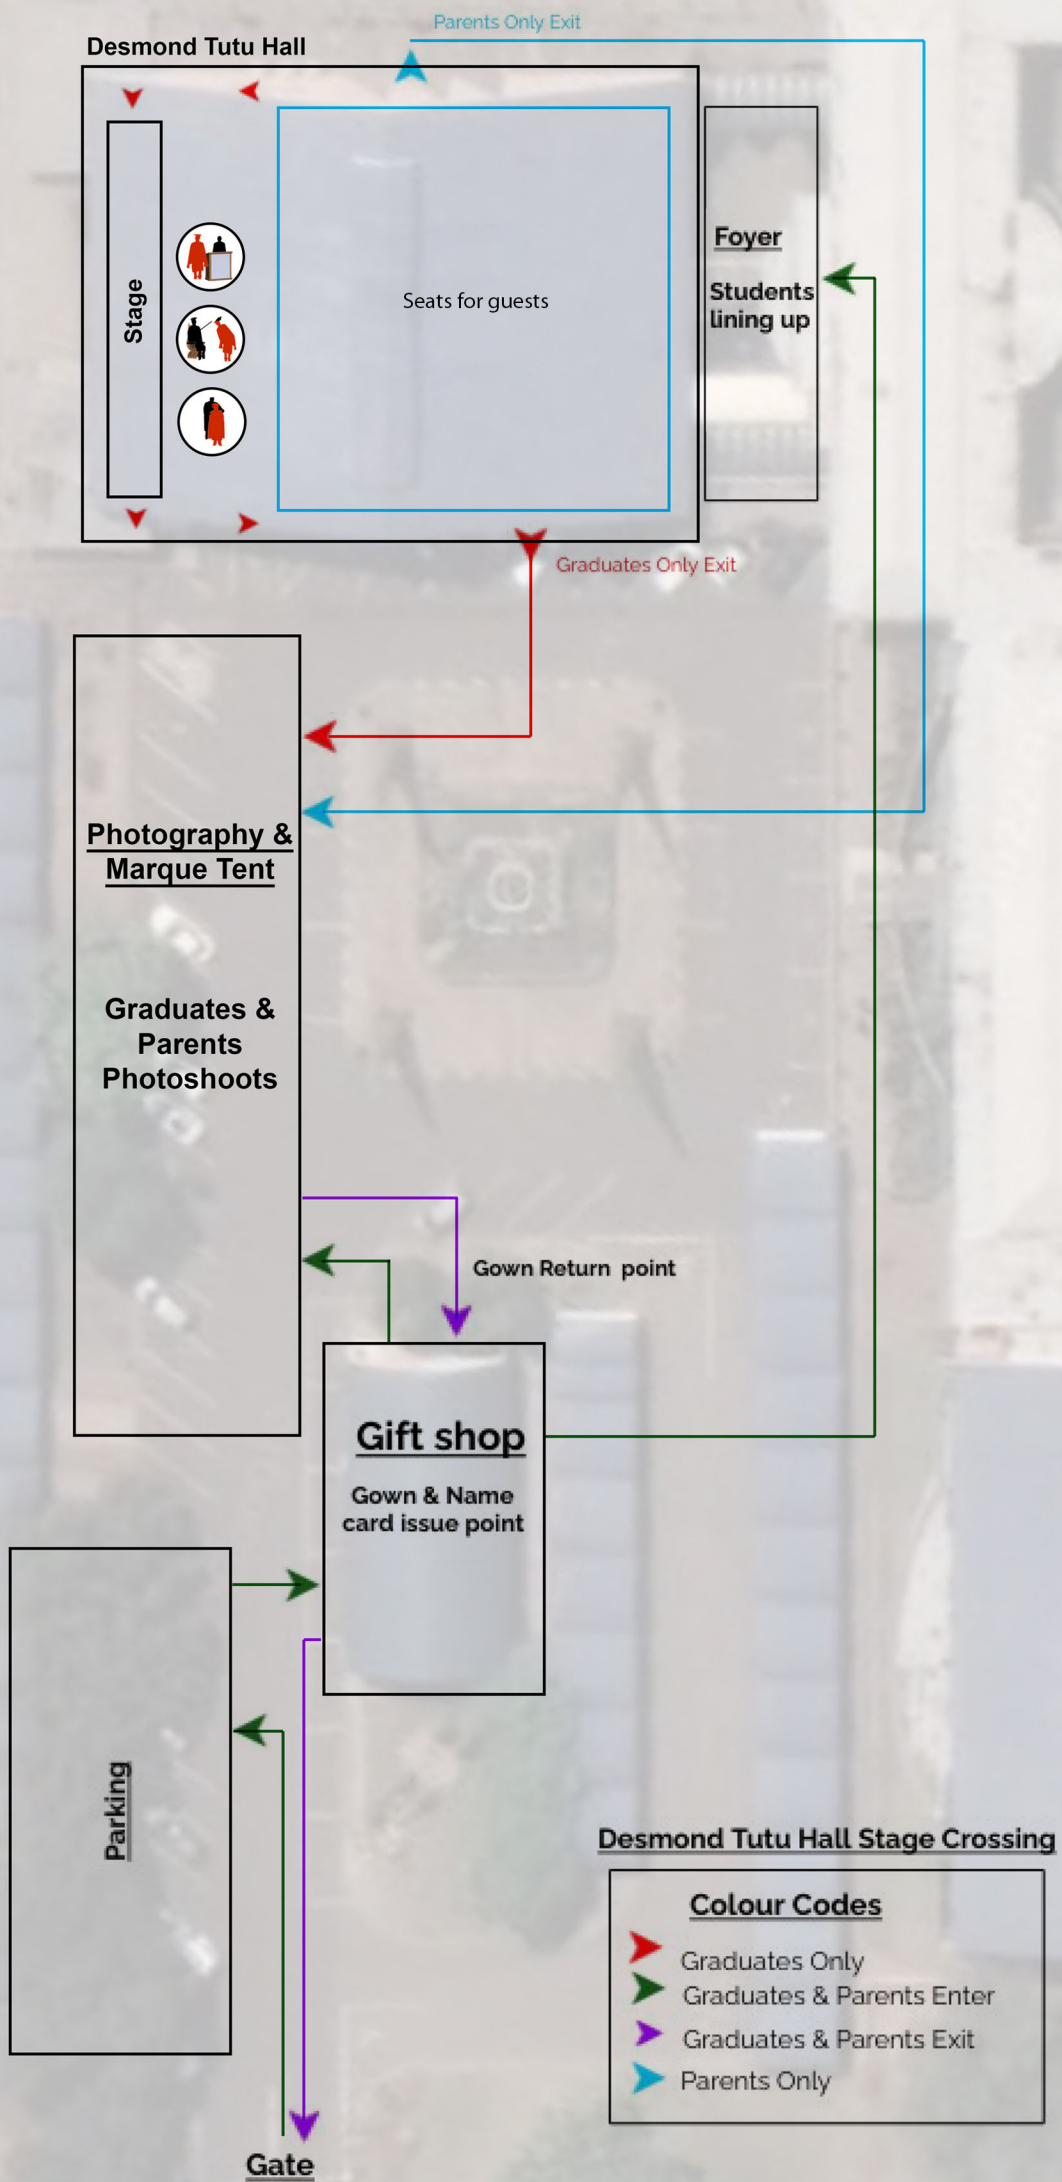 Parents Only Exit
Desmond Tutu Hall
Stage
Seats for guests
Foyer
Students
lining up
Graduates Only Exit
Photography &
Marque Tent
Graduates &
Parents
Photoshoots
Gown Return point
Gift shop
Gown & Name
card issue point
Parking
Desmond Tutu Hall Stage Crossing
Colour Codes
Graduates Only
Graduates & Parents Enter
Graduates & Parents Exit
Parents Only
Gate